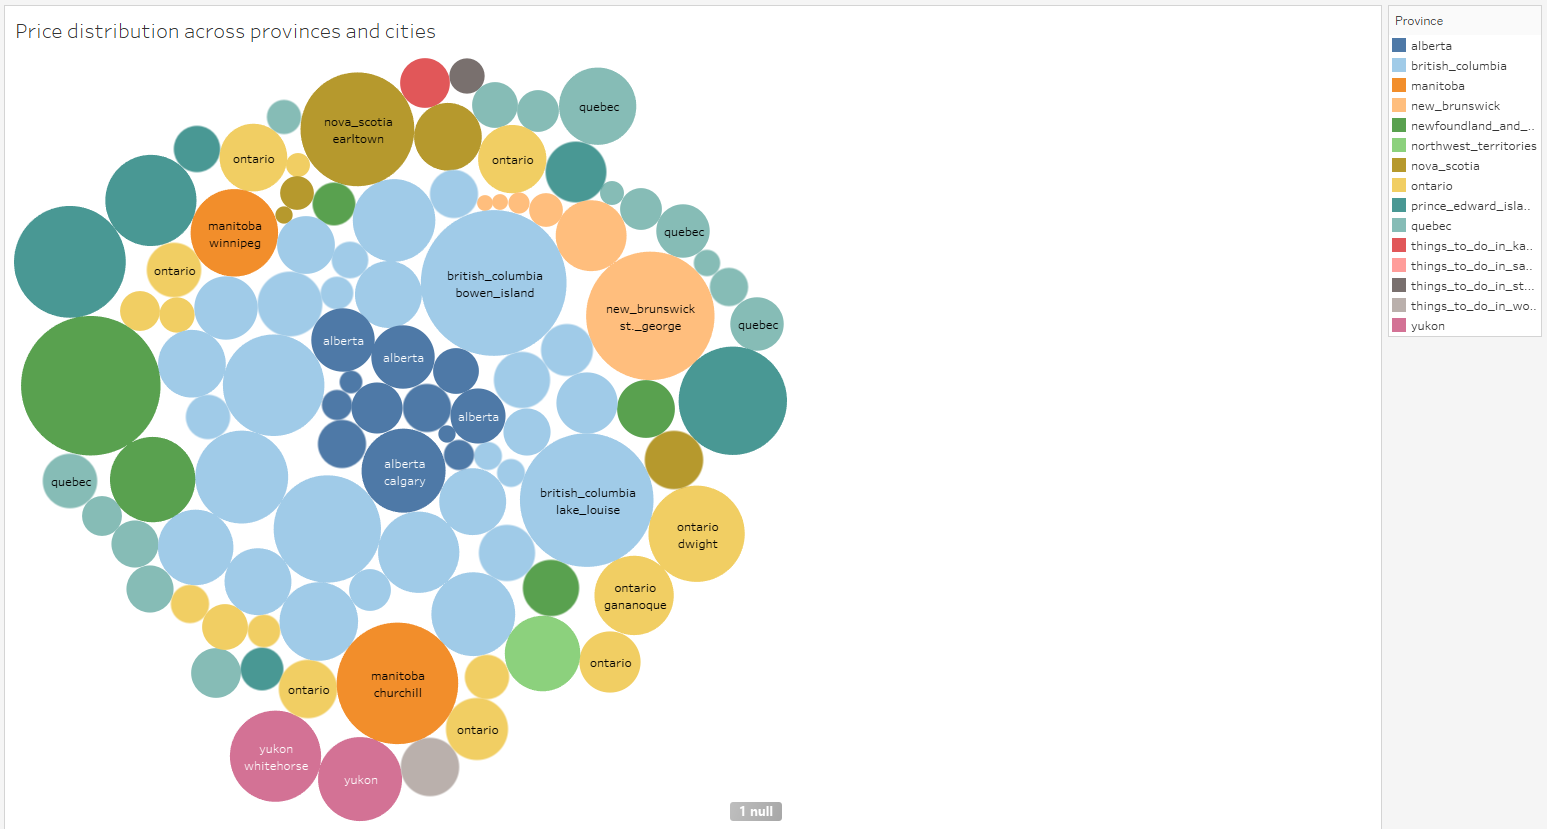 Price distribution across provinces and cities
quebec
nova_scotia
earltown
ontario
ontario
manitoba
winnipeg
quebec
ontario
british_columbia
bowen_island
new_brunswick
st._george
quebec
alberta
alberta
alberta
alberta
calgary
quebec
british_columbia
lake_louise
ontario
dwight
ontario
gananoque
ontario
manitoba
churchill
ontario
ontario
yukon
whitehorse
yukon
1 null
Province
alberta
british_columbia
manitoba
new_brunswick
newfoundland_and_..
northwest_territories
nova_scotia
ontario
prince_edward_isla..
quebec
things_to_do_in_ka..
things_to_do_in_sa..
things_to_do_in_st...
things_to_do_in_wo..
yukon